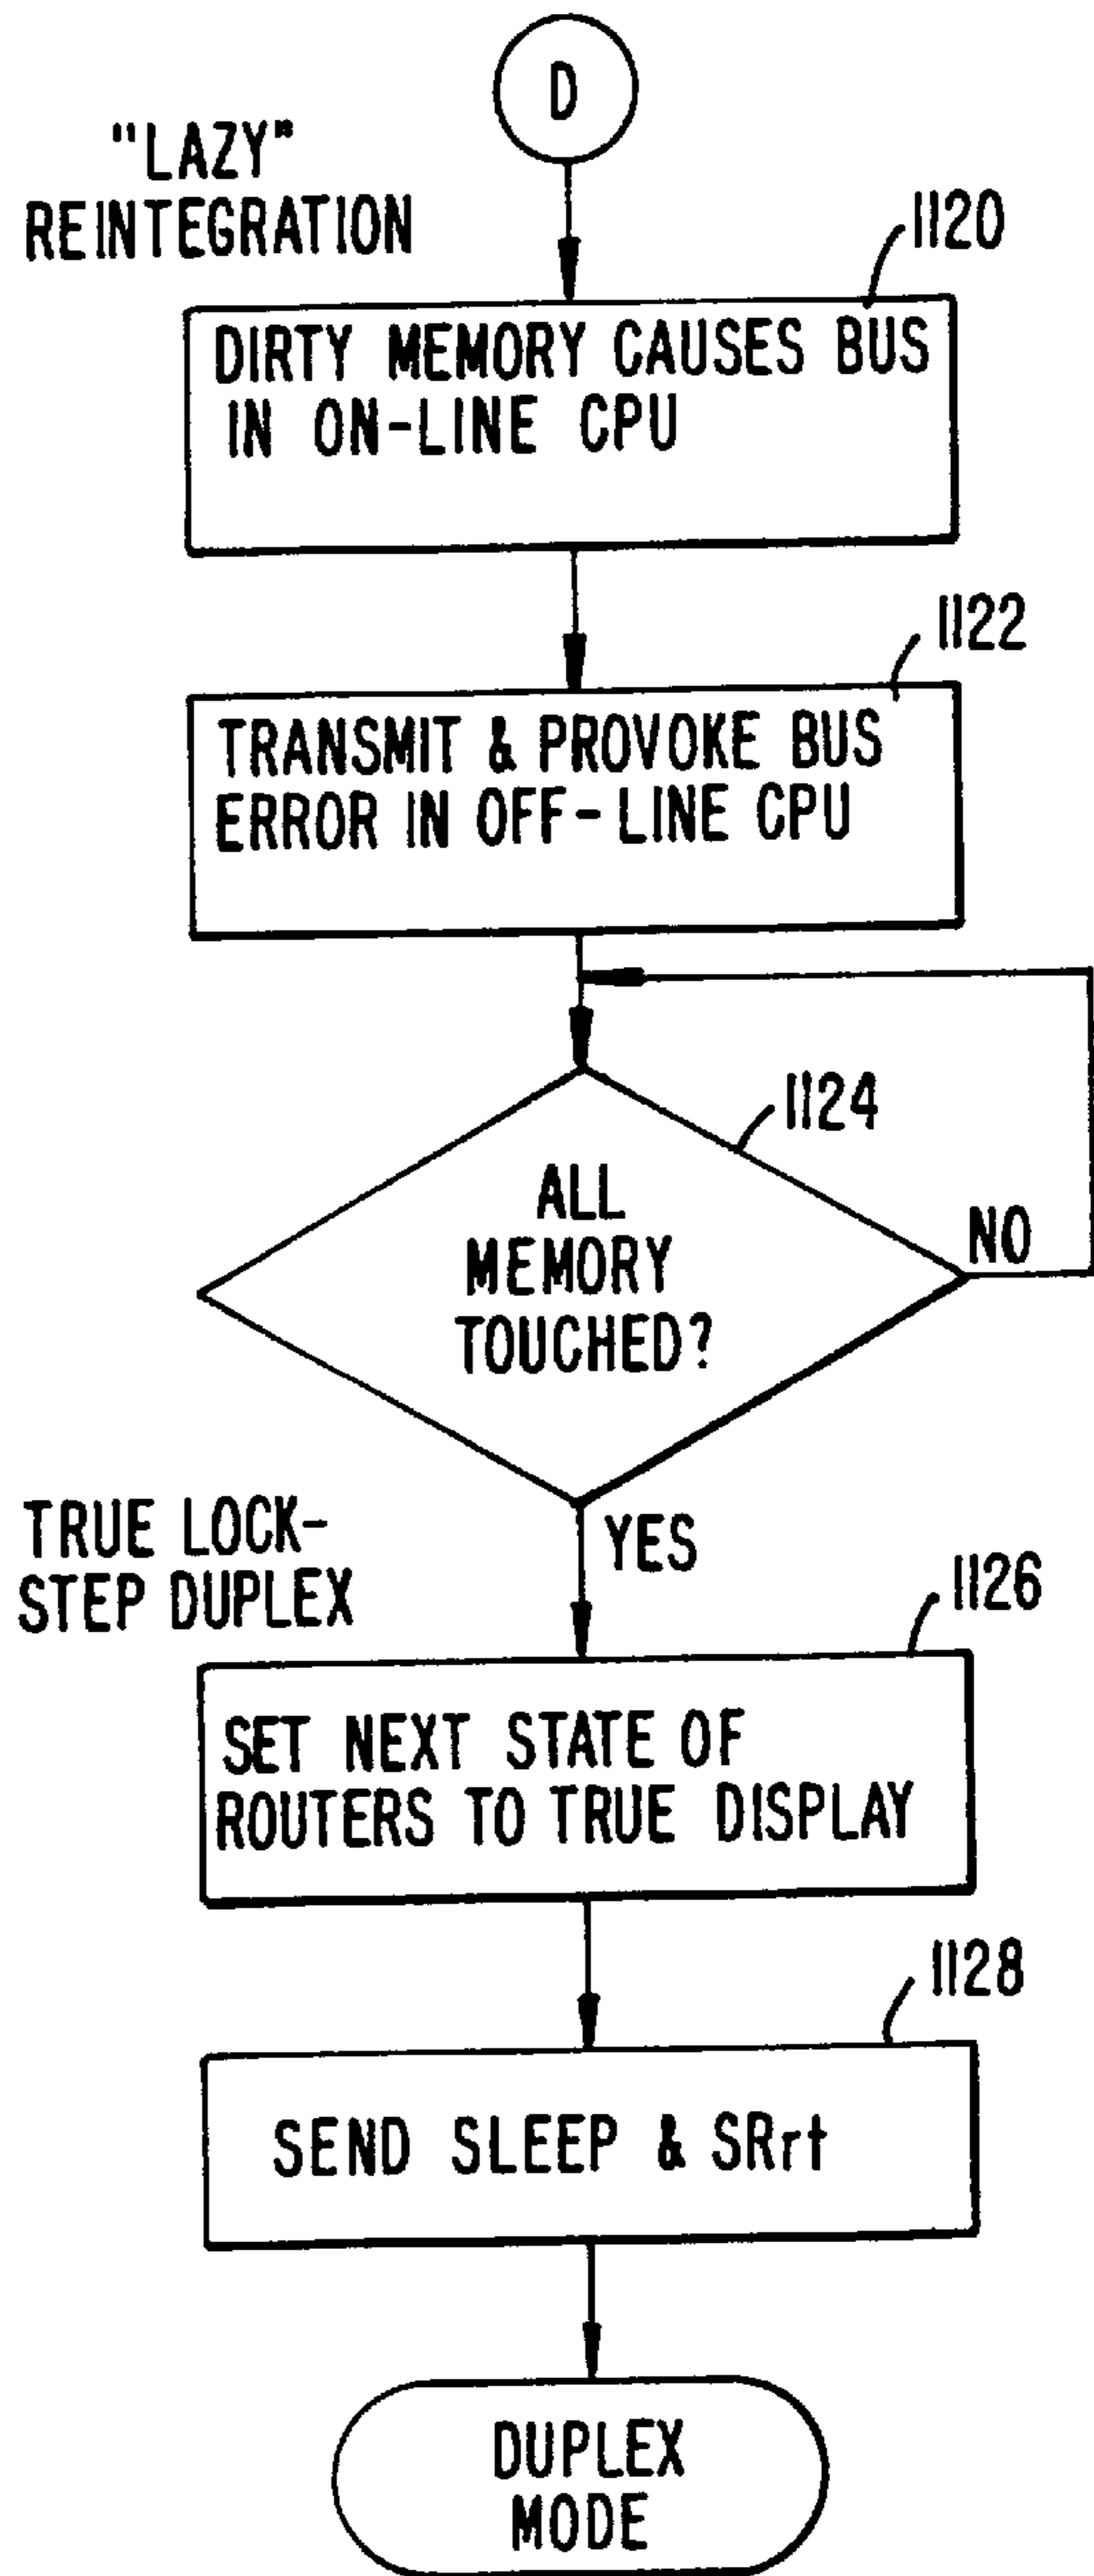 D
"LAZY"
REINTEGRATION
1120
DIRTY MEMORY CAUSES BUS
IN ON-LINE CPU
1122
TRANSMIT & PROVOKE BUS
ERROR IN OFF-LINE CPU
1124
ALL
MEMORY
TOUCHED?
NO
YES
TRUE LOCK-
STEP DUPLEX
1126
SET NEXT STATE OF
ROUTERS TO TRUE DISPLAY
1128
SEND SLEEP & SRrt
DUPLEX
MODE